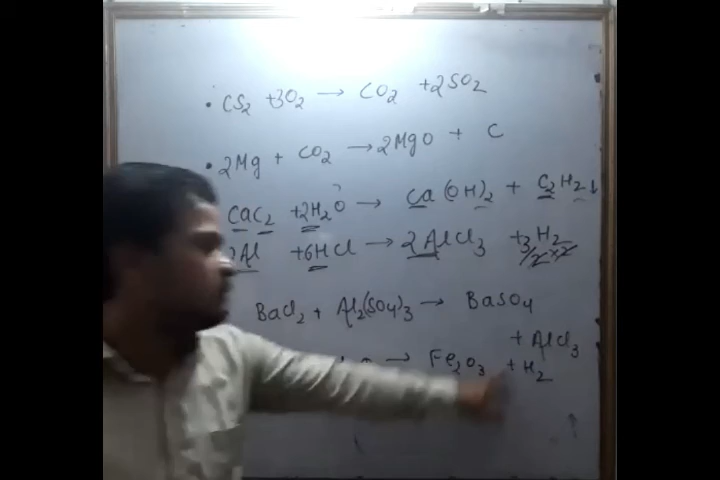 • CS₂ +3O₂ → CO₂ +2SO₂
• 2Mg + CO₂ → 2MgO + C
CaC₂ +2H₂O → Ca(OH)₂ + C₂H₂↓
2Al +6HCl → 2AlCl₃ +3H₂
BaCl₂ + Al₂(SO₄)₃ → BaSO₄
+ AlCl₃
→ Fe₂O₃ + H₂